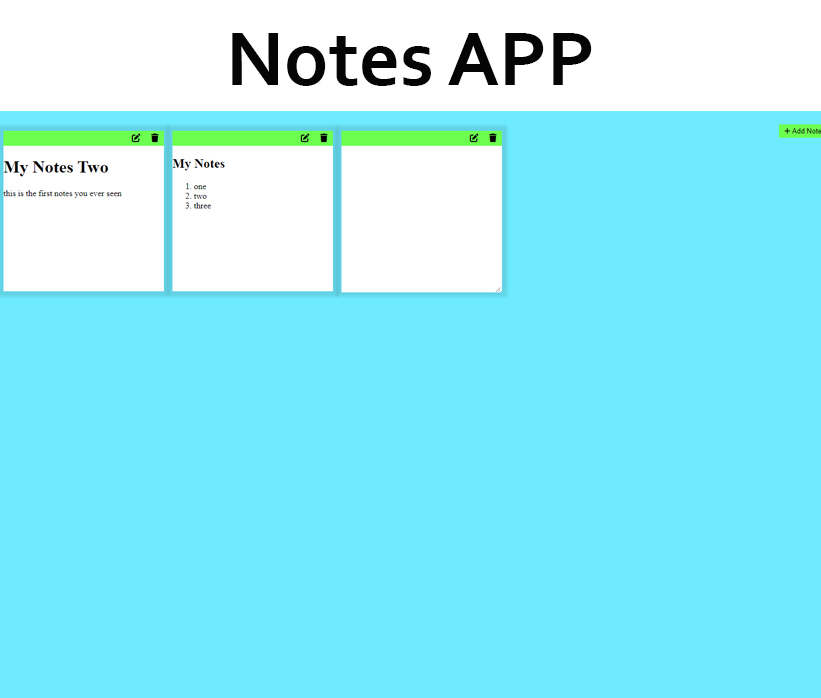 Notes APP
+ Add Note
My Notes Two
this is the first notes you ever seen
My Notes
1. one
2. two
3. three